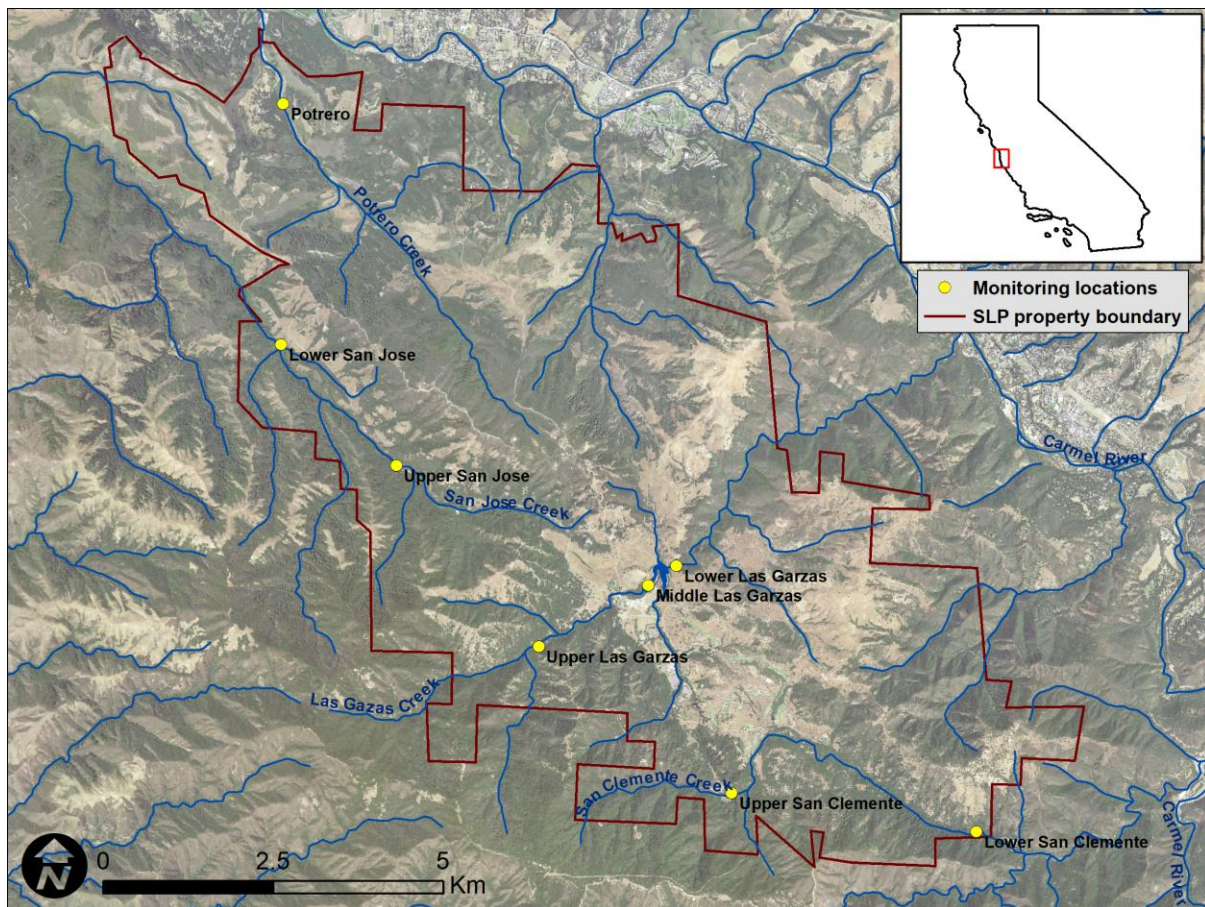 Monitoring locations
SLP property boundary
Potrero
Potrero Creek
Lower San Jose
Upper San Jose
San Jose Creek
Carmel River
Lower Las Garzas
Middle Las Garzas
Upper Las Garzas
Las Gazas Creek
San Clemente Creek
Upper San Clemente
Lower San Clemente
Carmel River
N
0 2.5 5
Km